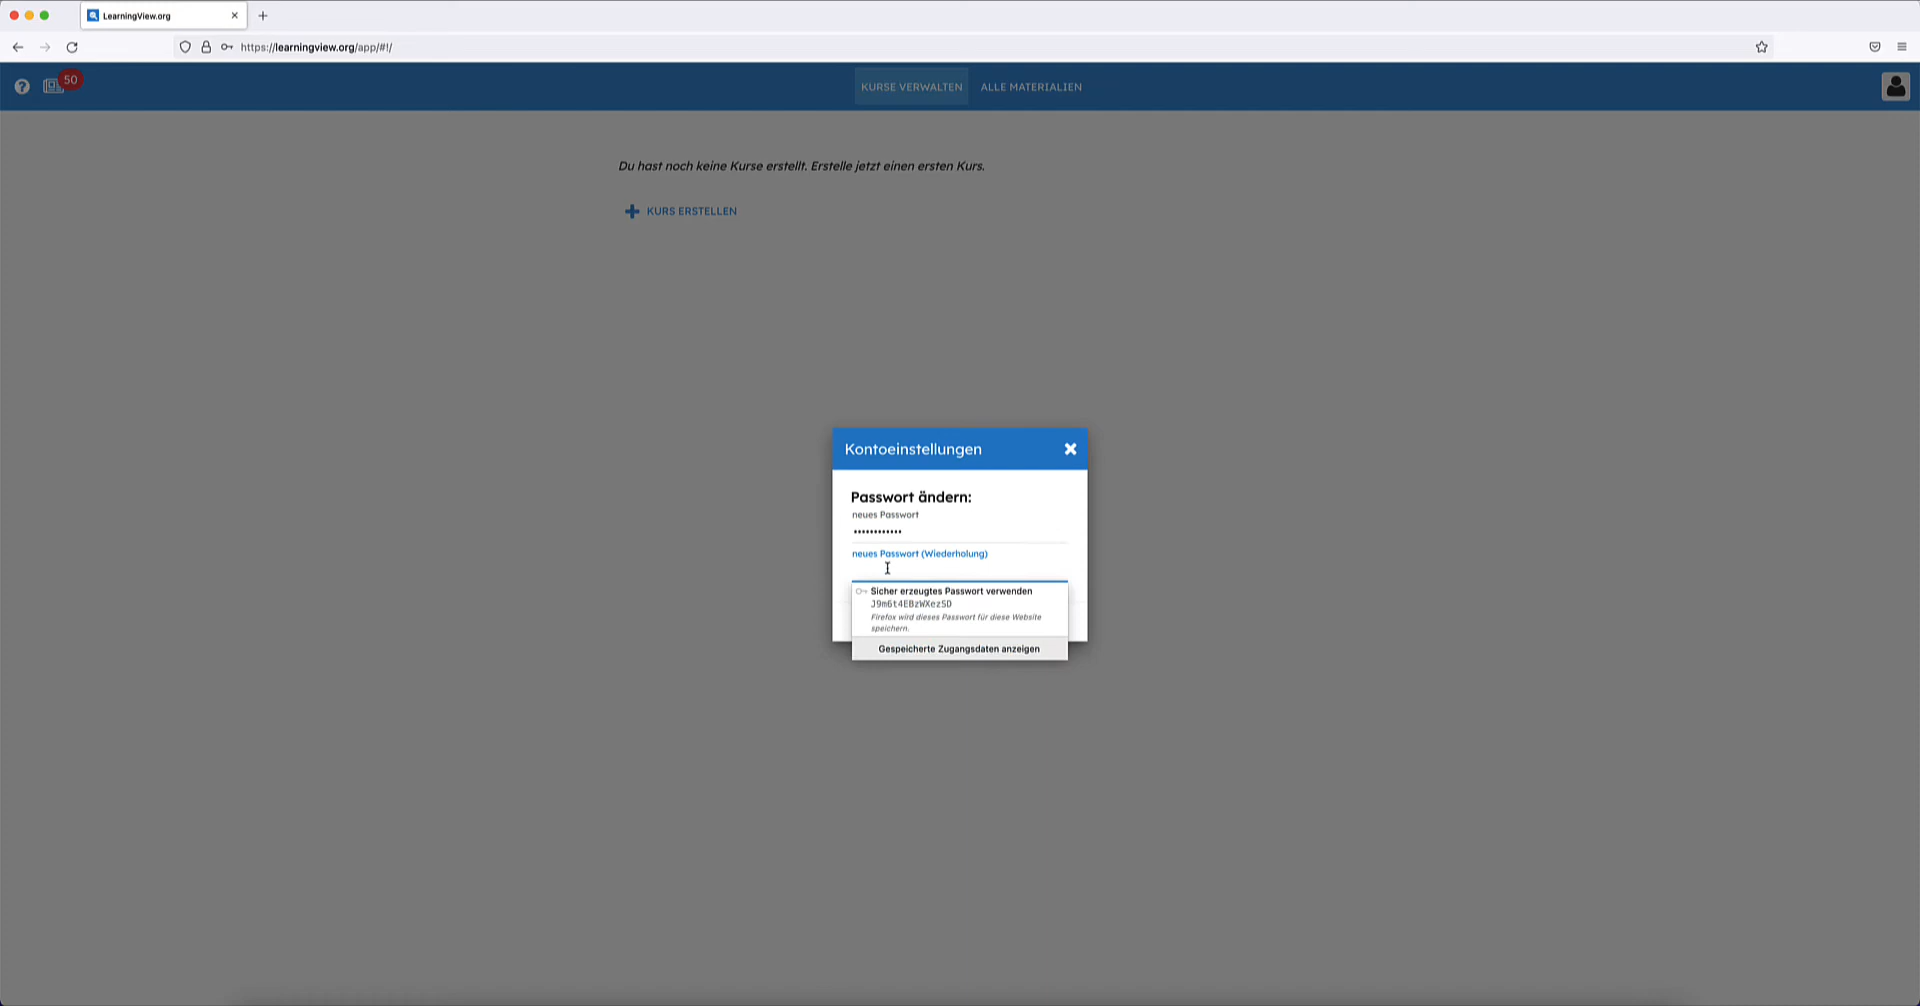 LearningView.org
https://learningview.org/app/#!/
50
KURSE VERWALTEN
ALLE MATERIALIEN
Du hast noch keine Kurse erstellt. Erstelle jetzt einen ersten Kurs.
KURS ERSTELLEN
Kontoeinstellungen
Passwort ändern:
neues Passwort
••••••••••••
neues Passwort (Wiederholung)
Sicher erzeugtes Passwort verwenden
J9m6t4EBzWXezSD
Firefox wird dieses Passwort für diese Website
speichern.
Gespeicherte Zugangsdaten anzeigen